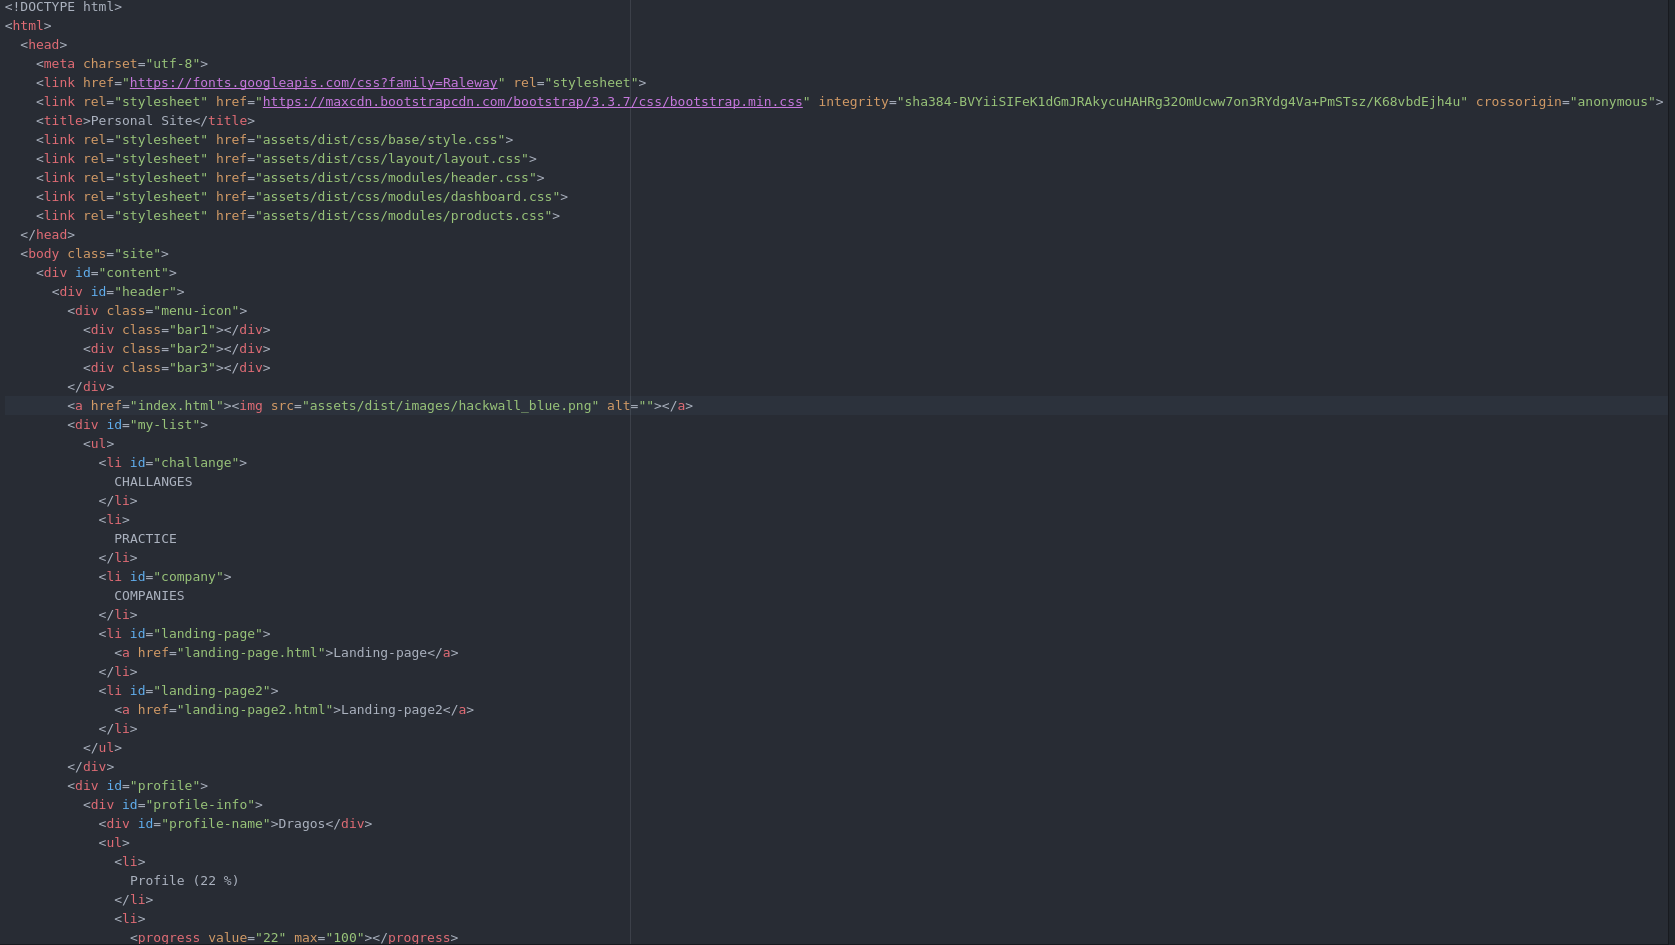 <!DOCTYPE html>
<html>
  <head>
    <meta charset="utf-8">
    <link href="https://fonts.googleapis.com/css?family=Raleway" rel="stylesheet">
    <link rel="stylesheet" href="https://maxcdn.bootstrapcdn.com/bootstrap/3.3.7/css/bootstrap.min.css" integrity="sha384-BVYiiSIFeK1dGmJRAkycuHAHRg32OmUcww7on3RYdg4Va+PmSTsz/K68vbdEjh4u" crossorigin="anonymous">
    <title>Personal Site</title>
    <link rel="stylesheet" href="assets/dist/css/base/style.css">
    <link rel="stylesheet" href="assets/dist/css/layout/layout.css">
    <link rel="stylesheet" href="assets/dist/css/modules/header.css">
    <link rel="stylesheet" href="assets/dist/css/modules/dashboard.css">
    <link rel="stylesheet" href="assets/dist/css/modules/products.css">
  </head>
  <body class="site">
    <div id="content">
      <div id="header">
        <div class="menu-icon">
          <div class="bar1"></div>
          <div class="bar2"></div>
          <div class="bar3"></div>
        </div>
        <a href="index.html"><img src="assets/dist/images/hackwall_blue.png" alt=""></a>
        <div id="my-list">
          <ul>
            <li id="challange">
              CHALLANGES
            </li>
            <li>
              PRACTICE
            </li>
            <li id="company">
              COMPANIES
            </li>
            <li id="landing-page">
              <a href="landing-page.html">Landing-page</a>
            </li>
            <li id="landing-page2">
              <a href="landing-page2.html">Landing-page2</a>
            </li>
          </ul>
        </div>
        <div id="profile">
          <div id="profile-info">
            <div id="profile-name">Dragos</div>
            <ul>
              <li>
                Profile (22 %)
              </li>
              <li>
                <progress value="22" max="100"></progress>